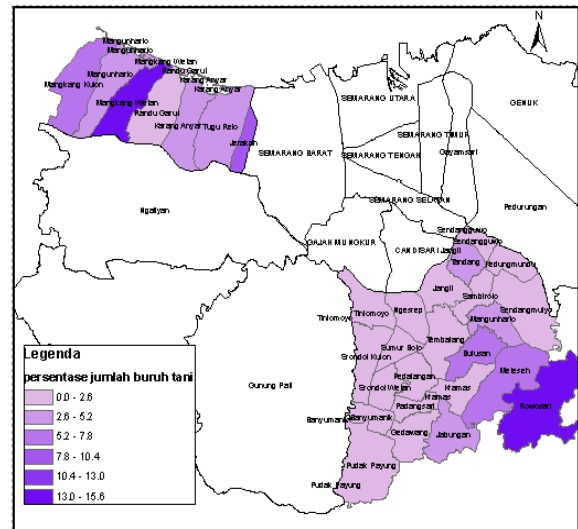 N
Mangunharjo
Mangunharjo
Mangkang Wetan
Randu Garut
Karang Anyar
Karang Anyar
Mangunharjo
Mangkang Kulon
Mangkang Wetan
Randu Garut
Karang Anyar
Tugu Rejo
Jerakah
SEMARANG UTARA
GENUK
SEMARANG TIMUR
SEMARANG BARAT
SEMARANG TENGAH
Gayamsari
SEMARANG SELATAN
Ngaliyan
Pedurungan
GAJAH MUNGKUR
CANDISARI
Sendangguwo
Sendangguwo
Jangli
Tandang
Kedungmundu
Jangli
Sambiroto
Tinjomoyo
Tinjomoyo
Ngesrep
Sendangmulyo
Mangunharjo
Tembalang
Sumur Bojo
Srondol Kulon
Bulusan
Gunung Pati
Pedalangan
Meteseh
Srondol Wetan
Kramas
Kramas
Padangsari
Rowosari
Banyumanik
Banyumanik
Gedawang
Jabungan
Pudak Payung
Pudak Payung
Legenda
persentase jumlah buruh tani
0.0 - 2.6
2.6 - 5.2
5.2 - 7.8
7.8 - 10.4
10.4 - 13.0
13.0 - 15.6